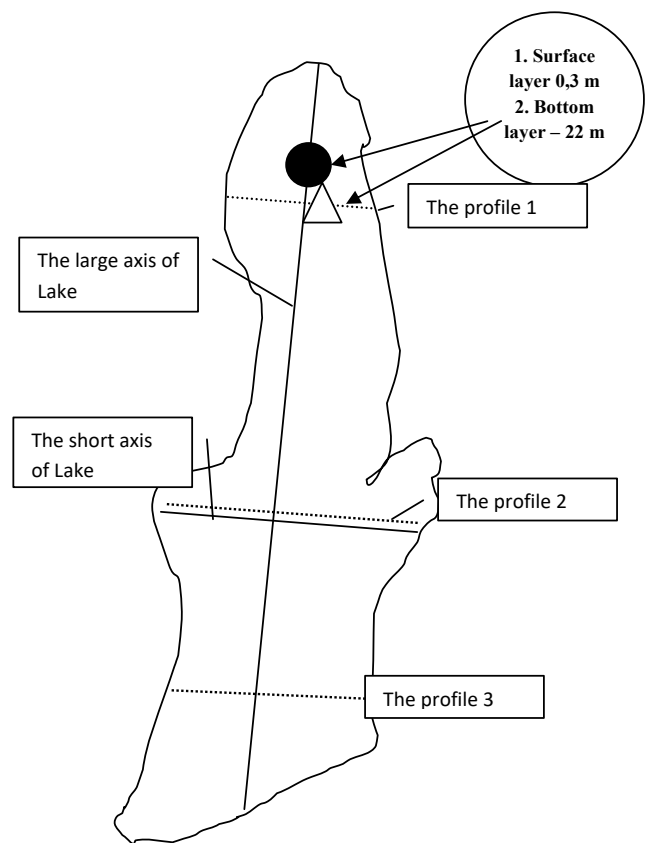 1. Surface
layer 0,3 m
2. Bottom
layer – 22 m
The profile 1
The large axis of
Lake
The short axis
of Lake
The profile 2
The profile 3